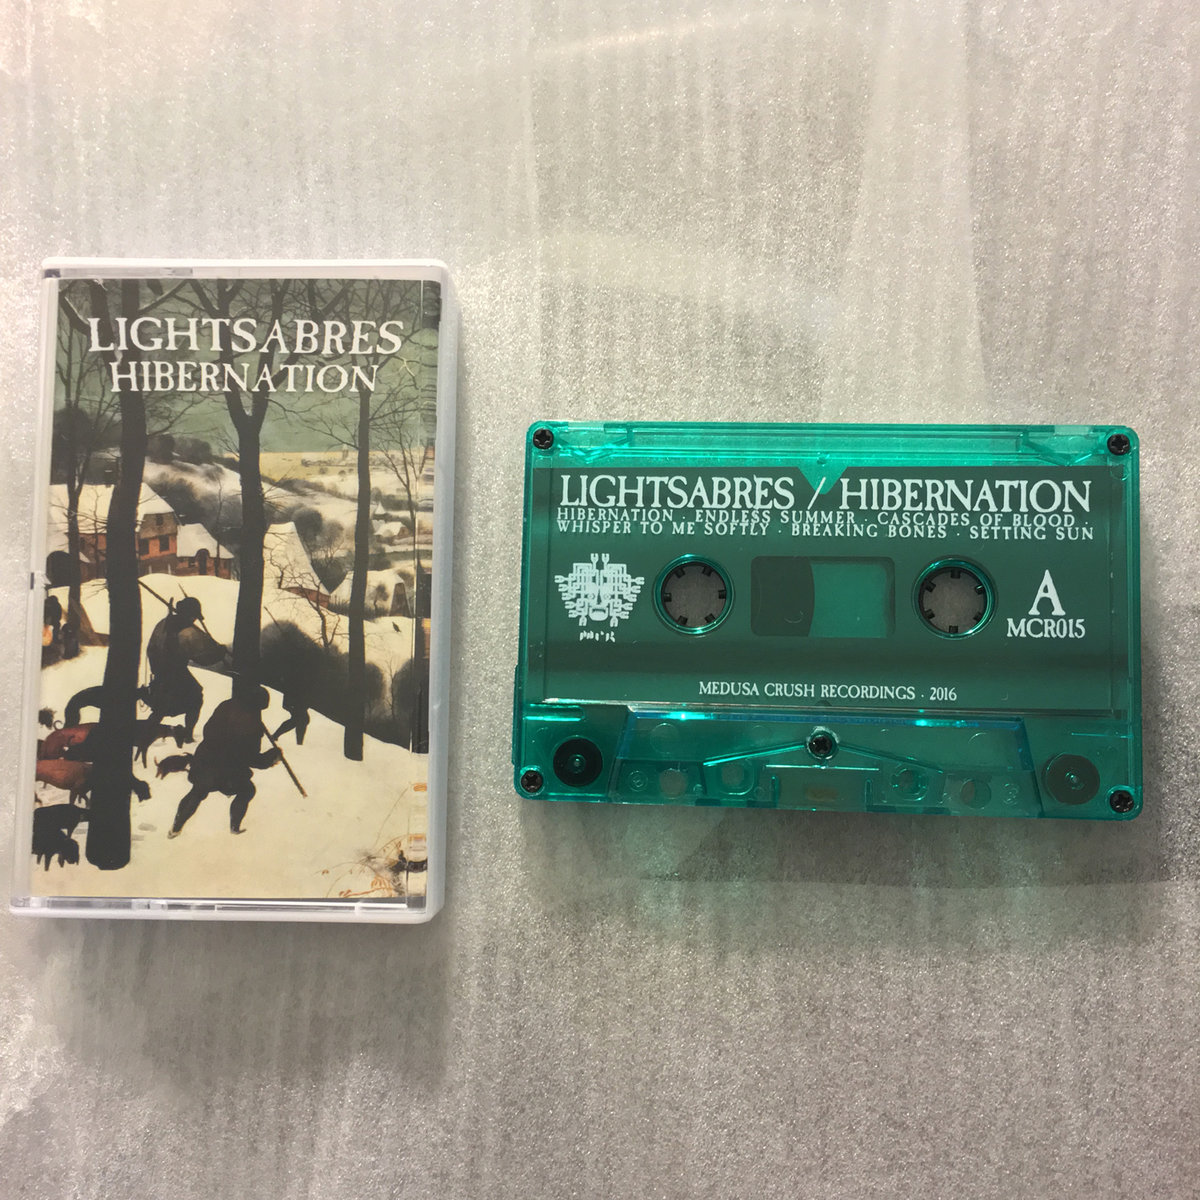 LIGHTSABRES
HIBERNATION
LIGHTSABRES / HIBERNATION
HIBERNATION · ENDLESS SUMMER · CASCADES OF BLOOD ·
WHISPER TO ME SOFTLY · BREAKING BONES · SETTING SUN
A
MCR015
MEDUSA CRUSH RECORDINGS · 2016